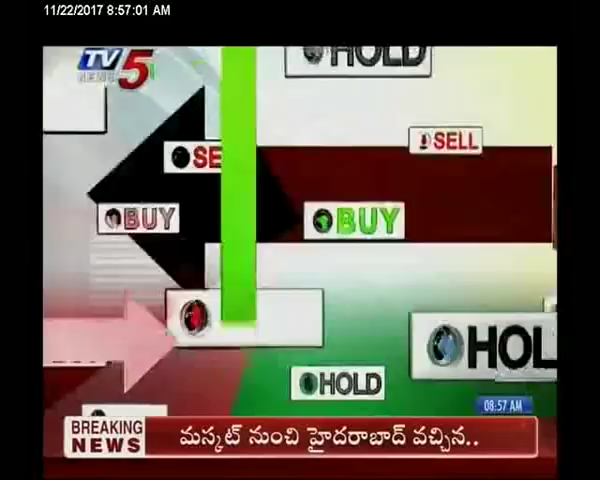 11/22/2017 8:57:01 AM
TV5
NEWS
HOLD
SELL
SE
BUY
BUY
HOL
HOLD
08:57 AM
BREAKING NEWS
మస్కట్ నుంచి హైదరాబాద్ వచ్చిన..